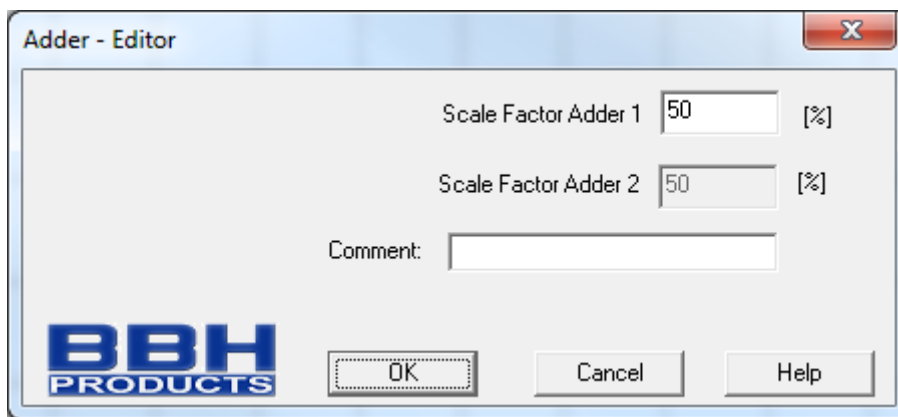 Adder - Editor
Scale Factor Adder 1 50 [%]
Scale Factor Adder 2 50 [%]
Comment:
BBH
PRODUCTS
OK Cancel Help